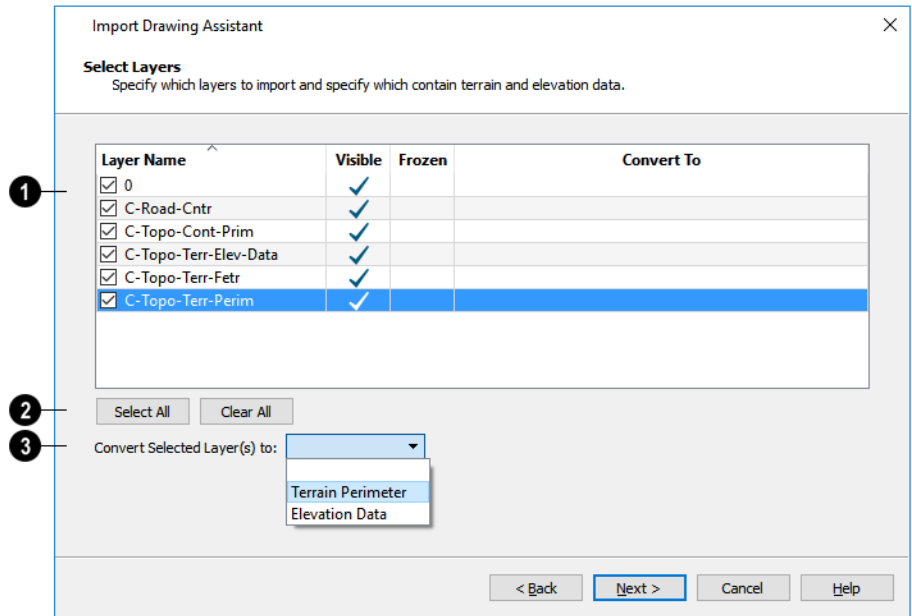 Import Drawing Assistant
Select Layers
Specify which layers to import and specify which contain terrain and elevation data.
Layer Name Visible Frozen Convert To
1 0
C-Road-Cntr
C-Topo-Cont-Prim
C-Topo-Terr-Elev-Data
C-Topo-Terr-Fetr
C-Topo-Terr-Perim
2 Select All Clear All
3 Convert Selected Layer(s) to:
Terrain Perimeter
Elevation Data
< Back Next > Cancel Help